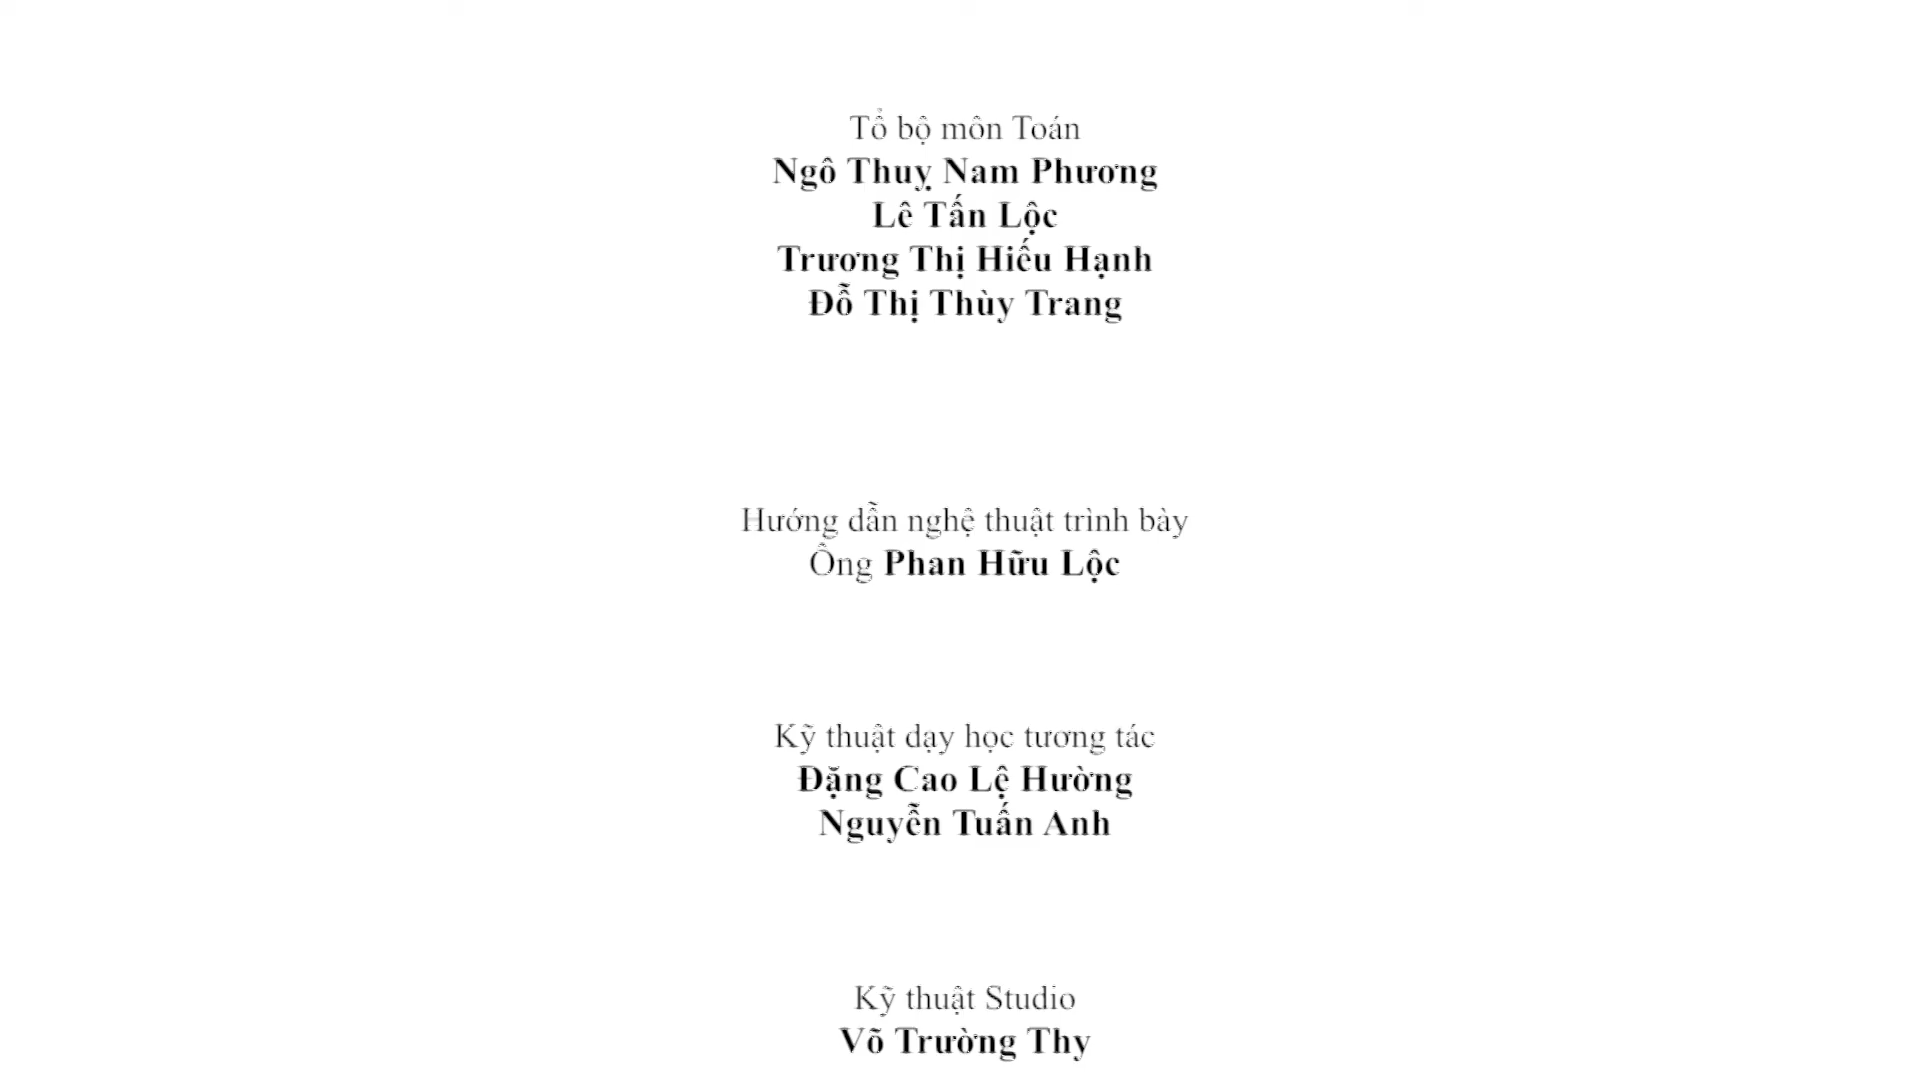 Tổ bộ môn Toán
Ngô Thuỵ Nam Phương
Lê Tấn Lộc
Trương Thị Hiếu Hạnh
Đỗ Thị Thùy Trang
Hướng dẫn nghệ thuật trình bày
Ông Phan Hữu Lộc
Kỹ thuật dạy học tương tác
Đặng Cao Lệ Hường
Nguyễn Tuấn Anh
Kỹ thuật Studio
Võ Trường Thy